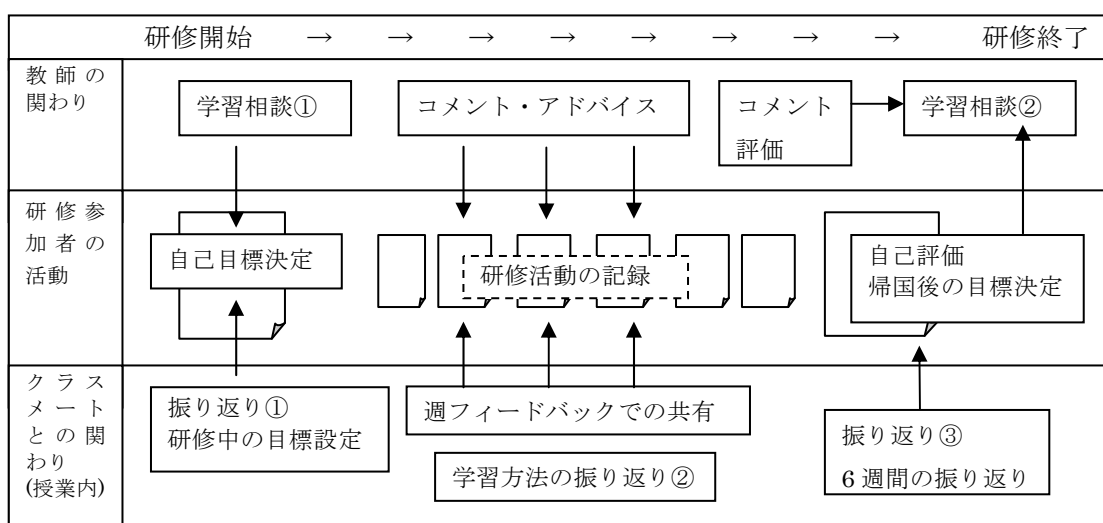 研修開始 → → → → → → → → 研修終了
教師の
関わり
学習相談①
コメント・アドバイス
コメント
評価
学習相談②
研修参
加者の
活動
自己目標決定
研修活動の記録
自己評価
帰国後の目標決定
クラス
メート
との関
わり
(授業内)
振り返り①
研修中の目標設定
週フィードバックでの共有
学習方法の振り返り②
振り返り③
6週間の振り返り